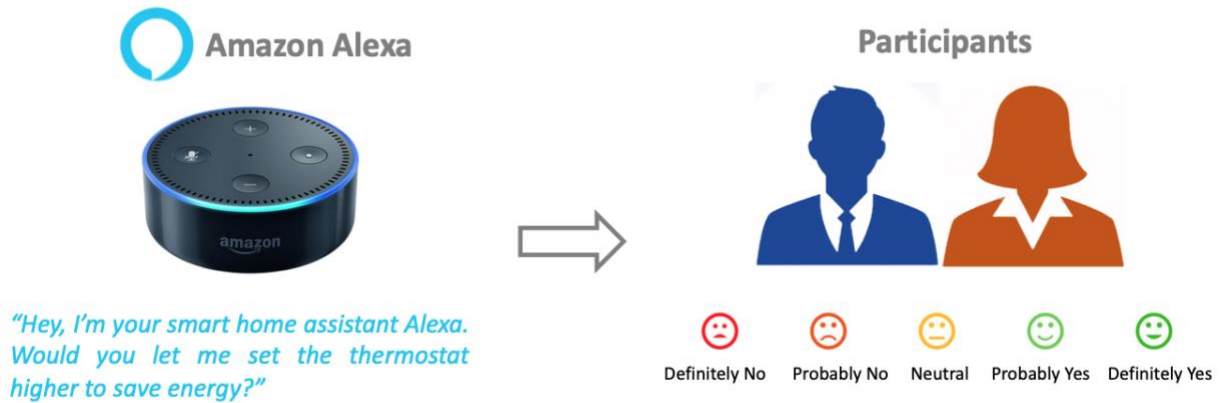 Amazon Alexa
amazon
“Hey, I’m your smart home assistant Alexa.
Would you let me set the thermostat
higher to save energy?”
Participants
Definitely No
Probably No
Neutral
Probably Yes
Definitely Yes